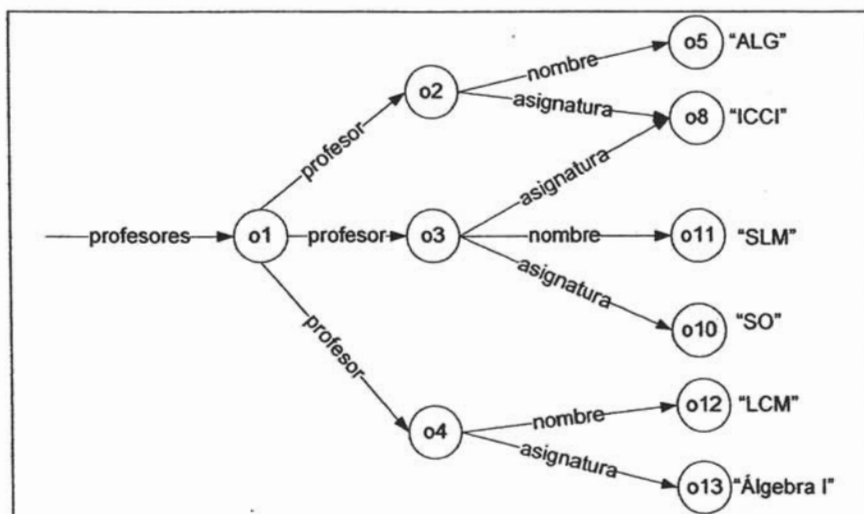 o5 "ALG"
nombre
o2
asignatura
o8 "ICCI"
profesor
asignatura
profesores
o1
profesor
o3
nombre
o11 "SLM"
asignatura
o10 "SO"
profesor
o4
nombre
o12 "LCM"
asignatura
o13 "Álgebra I"